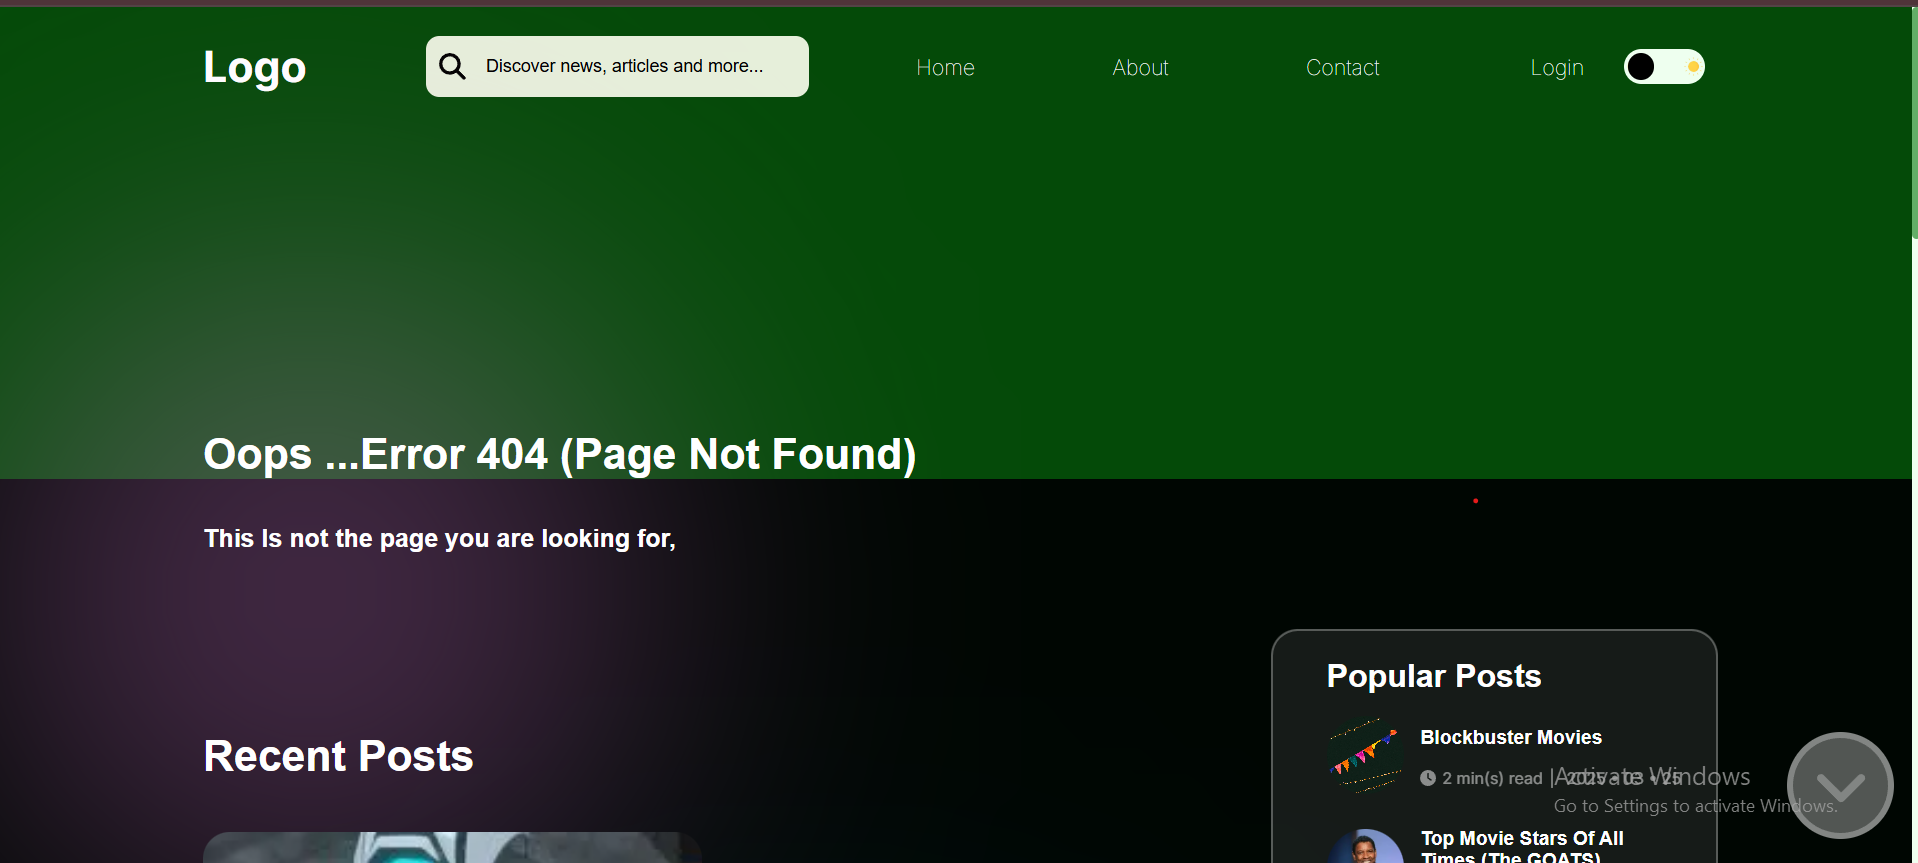 Logo
Discover news, articles and more...
Home
About
Contact
Login
Oops ...Error 404 (Page Not Found)
This Is not the page you are looking for,
Popular Posts
Recent Posts
Blockbuster Movies
2 min(s) read | 2025 • 03 • 25
Activate Windows
Go to Settings to activate Windows.
Top Movie Stars Of All
Times (The GOATS)